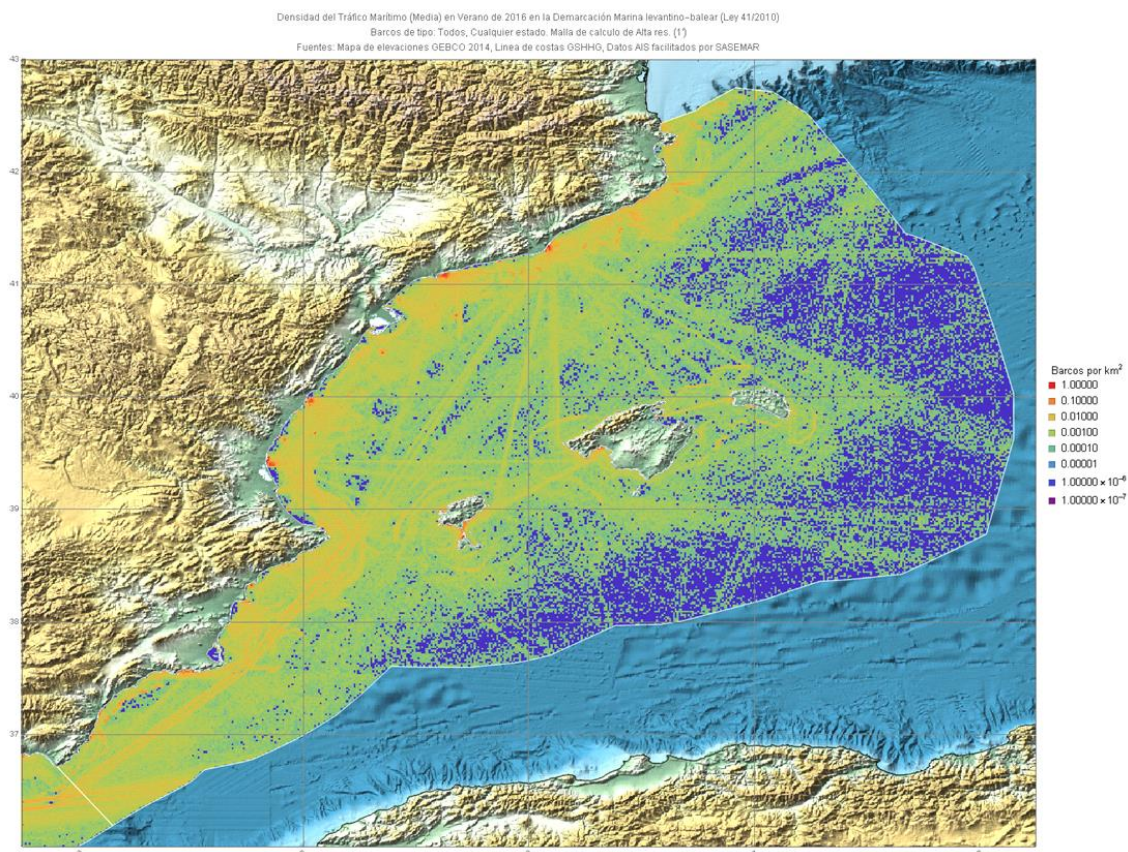 Densidad del Tráfico Marítimo (Media) en Verano de 2016 en la Demarcación Marina levantino-balear (Ley 41/2010)
Barcos de tipo: Todos, Cualquier estado. Malla de calculo de Alta res. (1')
Fuentes: Mapa de elevaciones GEBCO 2014, Linea de costas GSHHG, Datos AIS facilitados por SASEMAR
43
42
41
40
39
38
37
Barcos por km²
1.00000
0.10000
0.01000
0.00100
0.00010
0.00001
1.00000 × 10⁻⁶
1.00000 × 10⁻⁷